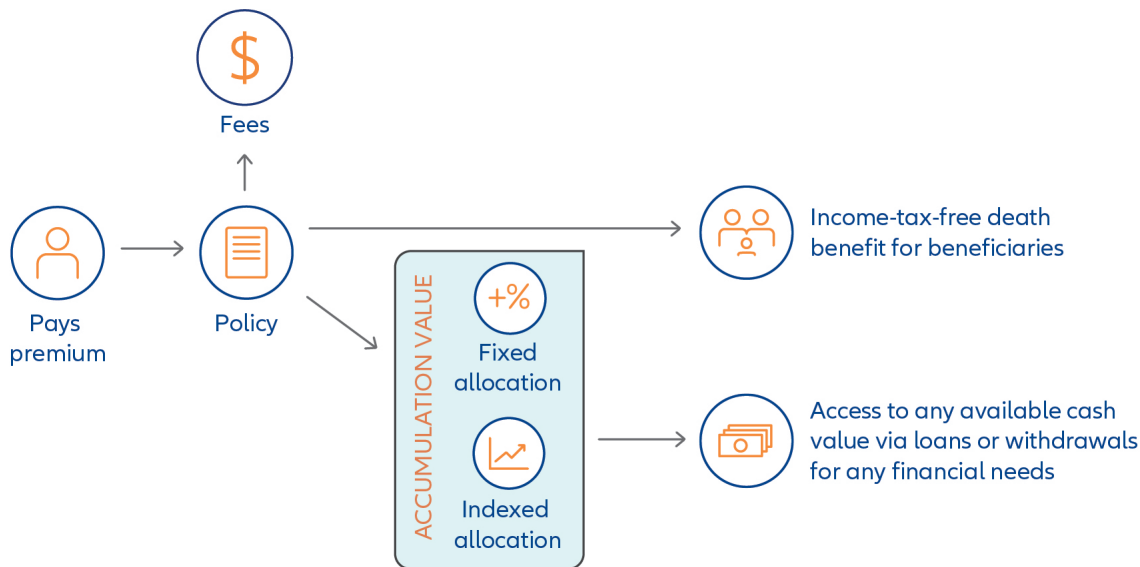 $
Fees
Pays
premium
Policy
ACCUMULATION VALUE
+%
Fixed
allocation
Indexed
allocation
Income-tax-free death
benefit for beneficiaries
Access to any available cash
value via loans or withdrawals
for any financial needs